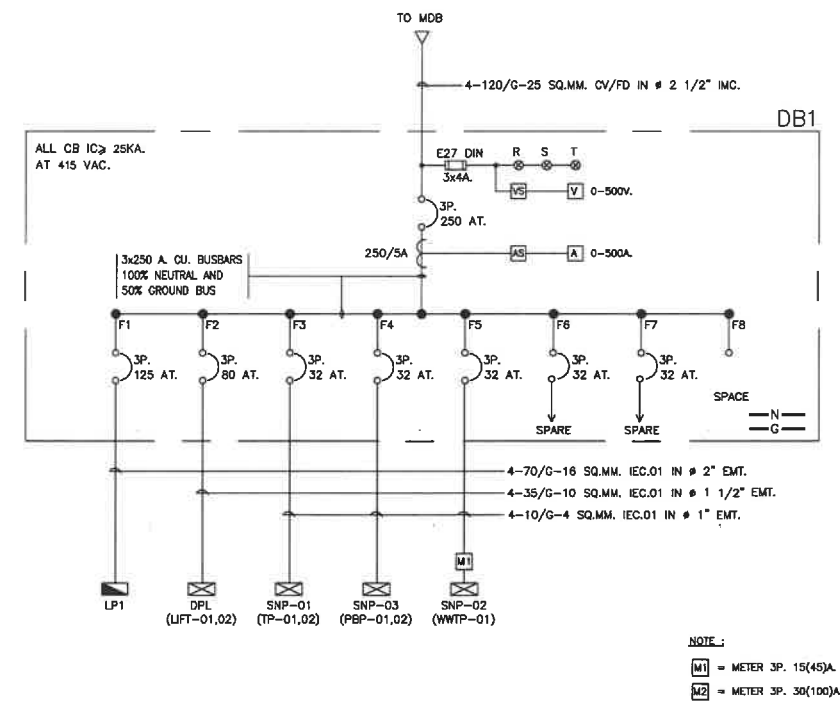 TO MDB
4-120/G-25 SQ.MM. CV/FD IN ø 2 1/2" IMC.
DB1
ALL CB IC≥ 25KA.
AT 415 VAC.
E27 DIN
3x4A.
R S T
VS V 0-500V.
3P.
250 AT.
250/5A
AS A 0-500A.
3x250 A. CU. BUSBARS
100% NEUTRAL AND
50% GROUND BUS
F1 F2 F3 F4 F5 F6 F7 F8
3P. 3P. 3P. 3P. 3P. 3P. 3P.
125 AT. 80 AT. 32 AT. 32 AT. 32 AT. 32 AT. 32 AT.
SPACE
N
G
SPARE SPARE
4-70/G-16 SQ.MM. IEC.01 IN ø 2" EMT.
4-35/G-10 SQ.MM. IEC.01 IN ø 1 1/2" EMT.
4-10/G-4 SQ.MM. IEC.01 IN ø 1" EMT.
M1
LP1 DPL SNP-01 SNP-03 SNP-02
(LIFT-01,02) (TP-01,02) (PBP-01,02) (WWTP-01)
NOTE :
M1 = METER 3P. 15(45)A.
M2 = METER 3P. 30(100)A